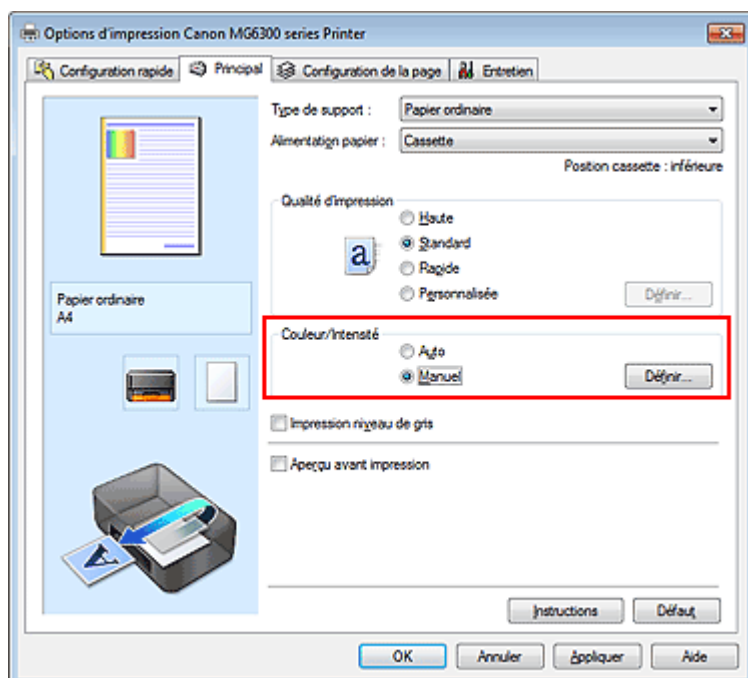 Options d'impression Canon MG6300 series Printer
Configuration rapide Principal Configuration de la page Entretien
Type de support : Papier ordinaire
Alimentation papier : Cassette
Position cassette : inférieure
Qualité d'impression
Haute
a Standard
Rapide
Personnalisée Définir...
Papier ordinaire
A4
Couleur/Intensité
Auto
Manuel Définir...
Impression niveau de gris
Aperçu avant impression
A
Instructions Défaut
OK Annuler Appliquer Aide